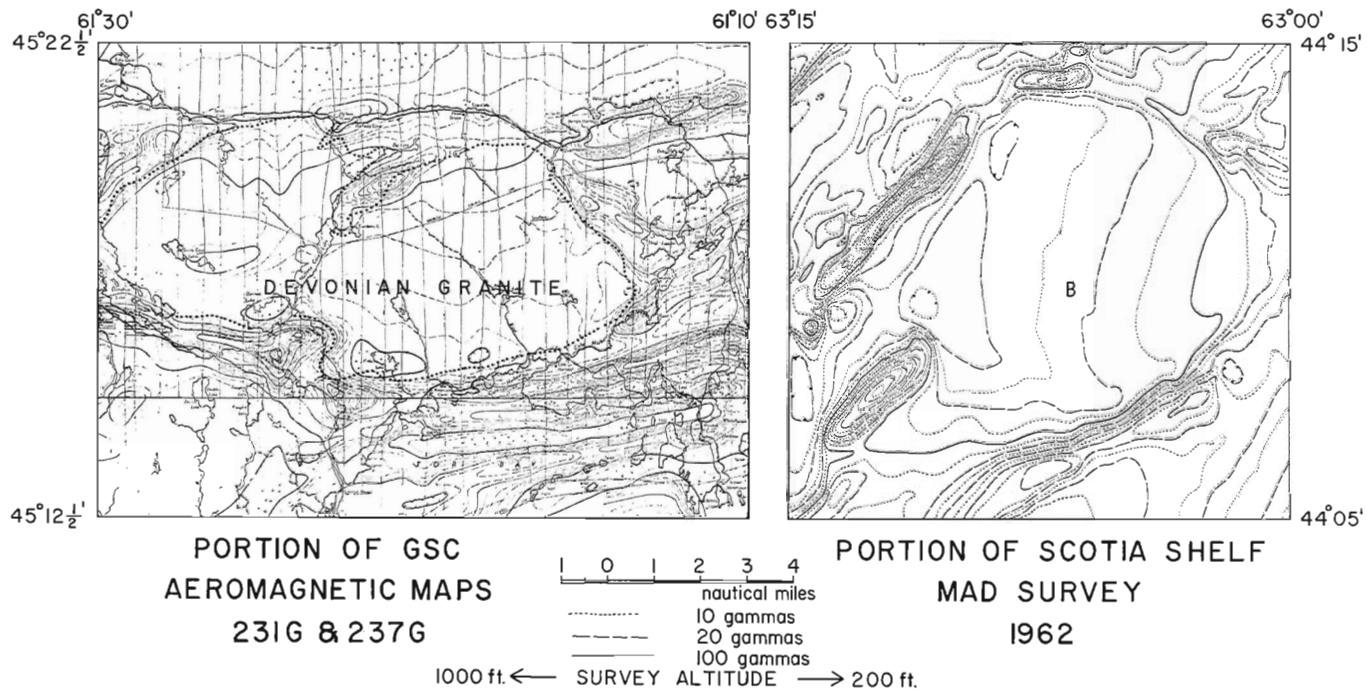 61°30'
61°10'
63°15'
63°00'
45°22½'
44°15'
DEVONIAN GRANITE
B
45°12½'
44°05'
PORTION OF GSC
AEROMAGNETIC MAPS
231G & 237G
1 0 1 2 3 4
nautical miles
10 gammas
20 gammas
100 gammas
1000 ft. ← SURVEY ALTITUDE → 200 ft.
PORTION OF SCOTIA SHELF
MAD SURVEY
1962